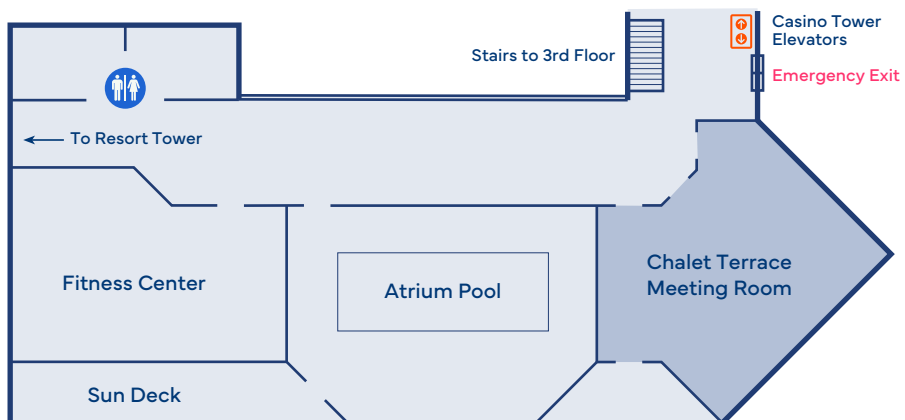 Casino Tower
Elevators
Stairs to 3rd Floor
Emergency Exit
To Resort Tower
Chalet Terrace
Meeting Room
Fitness Center
Atrium Pool
Sun Deck